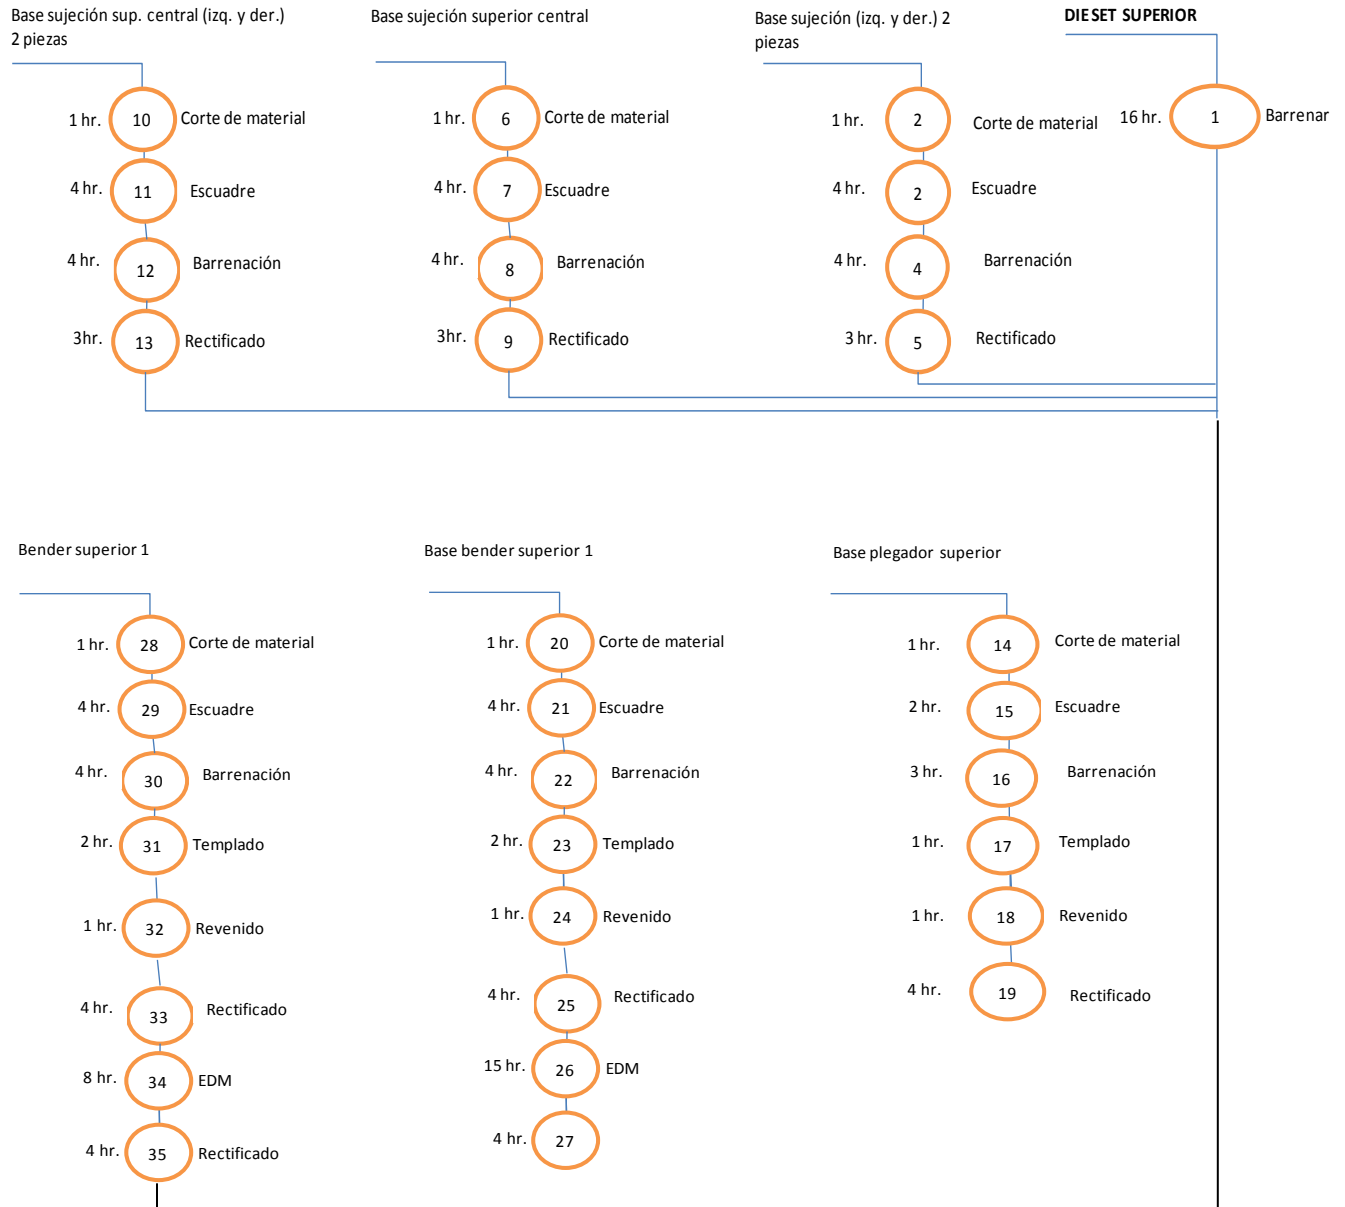 Base sujeción sup. central (izq. y der.)
2 piezas
Base sujeción superior central
Base sujeción (izq. y der.) 2
piezas
DIESET SUPERIOR
1 hr. 10 Corte de material
4 hr. 11 Escuadre
4 hr. 12 Barrenación
3hr. 13 Rectificado
1 hr. 6 Corte de material
4 hr. 7 Escuadre
4 hr. 8 Barrenación
3hr. 9 Rectificado
1 hr. 2 Corte de material
4 hr. 2 Escuadre
4 hr. 4 Barrenación
3 hr. 5 Rectificado
16 hr. 1 Barrenar
Bender superior 1
1 hr. 28 Corte de material
4 hr. 29 Escuadre
4 hr. 30 Barrenación
2 hr. 31 Templado
1 hr. 32 Revenido
4 hr. 33 Rectificado
8 hr. 34 EDM
4 hr. 35 Rectificado
Base bender superior 1
1 hr. 20 Corte de material
4 hr. 21 Escuadre
4 hr. 22 Barrenación
2 hr. 23 Templado
1 hr. 24 Revenido
4 hr. 25 Rectificado
15 hr. 26 EDM
4 hr. 27
Base plegador superior
1 hr. 14 Corte de material
2 hr. 15 Escuadre
3 hr. 16 Barrenación
1 hr. 17 Templado
1 hr. 18 Revenido
4 hr. 19 Rectificado